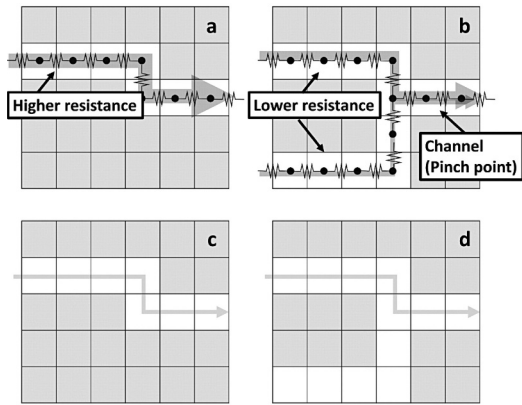 a
b
Higher resistance
Lower resistance
Channel
(Pinch point)
c
d